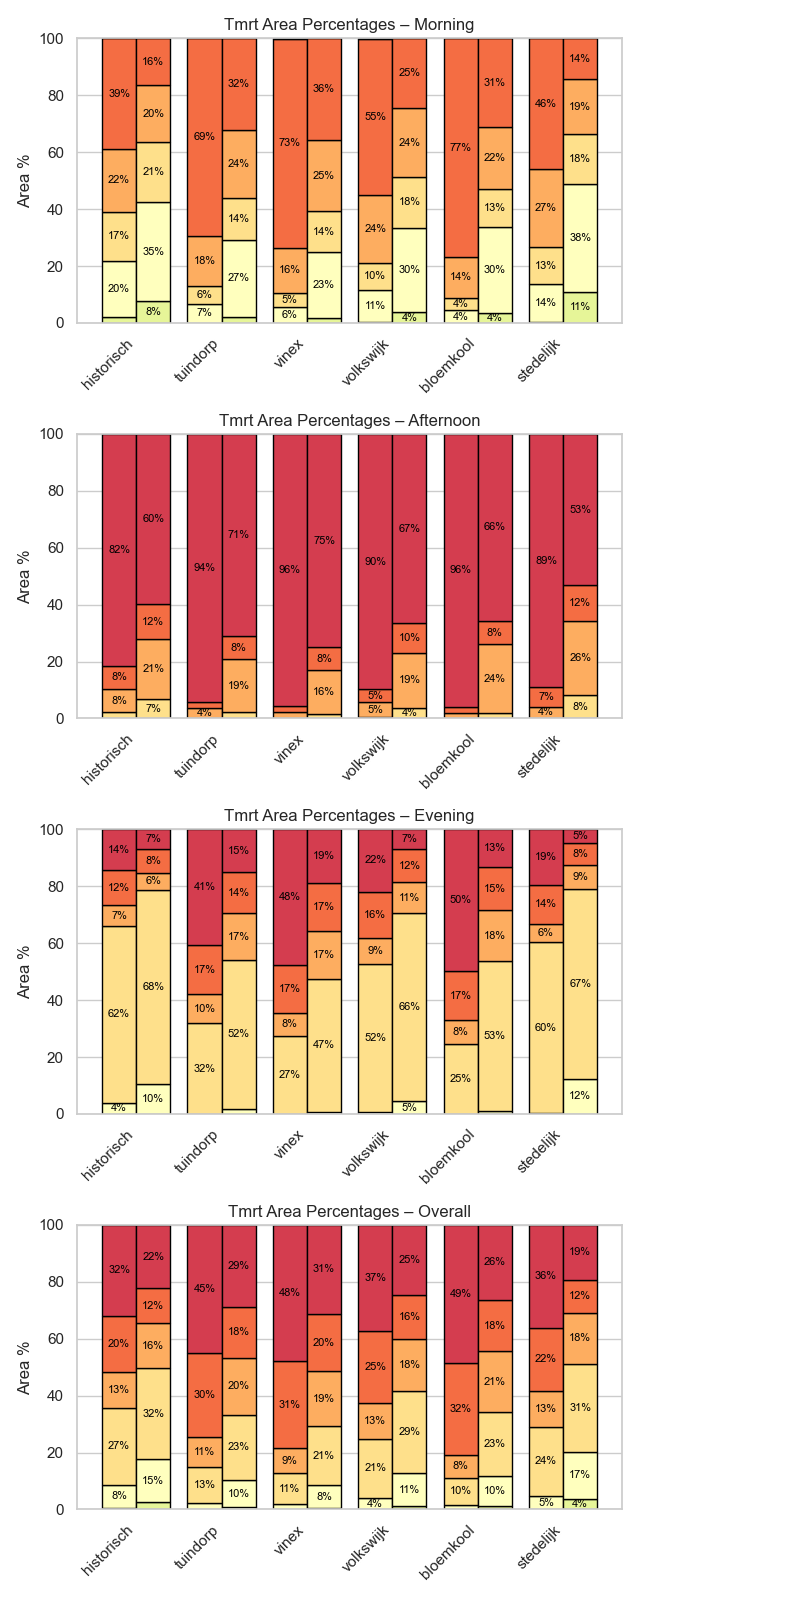 Tmrt Area Percentages – Morning
Area %
100
80
60
40
20
0
39% 22% 17% 20%
16% 20% 21% 35% 8%
69% 18% 6% 7%
32% 24% 14% 27%
73% 16% 5% 6%
36% 25% 14% 23%
55% 24% 10% 11%
25% 24% 18% 30% 4%
77% 14% 4% 4%
31% 22% 13% 30% 4%
46% 27% 13% 14%
14% 19% 18% 38% 11%
historisch tuindorp vinex volkswijk bloemkool stedelijk
Tmrt Area Percentages – Afternoon
Area %
100
80
60
40
20
0
82% 8% 8%
60% 12% 21% 7%
94% 4%
71% 8% 19%
96%
75% 8% 16%
90% 5% 5%
67% 10% 19% 4%
96%
66% 8% 24%
89% 7% 4%
53% 12% 26% 8%
historisch tuindorp vinex volkswijk bloemkool stedelijk
Tmrt Area Percentages – Evening
Area %
100
80
60
40
20
0
14% 12% 7% 62% 4%
7% 8% 6% 68% 10%
41% 17% 10% 32%
15% 14% 17% 52%
48% 17% 8% 27%
19% 17% 17% 47%
22% 16% 9% 52%
7% 12% 11% 66% 5%
50% 17% 8% 25%
13% 15% 18% 53%
19% 14% 6% 60%
5% 8% 9% 67% 12%
historisch tuindorp vinex volkswijk bloemkool stedelijk
Tmrt Area Percentages – Overall
Area %
100
80
60
40
20
0
32% 20% 13% 27% 8%
22% 12% 16% 32% 15%
45% 30% 11% 13%
29% 18% 20% 23% 10%
48% 31% 9% 11%
31% 20% 19% 21% 8%
37% 25% 13% 21% 4%
25% 16% 18% 29% 11%
49% 32% 8% 10%
26% 18% 21% 23% 10%
36% 22% 13% 24% 5%
19% 12% 18% 31% 17% 4%
historisch tuindorp vinex volkswijk bloemkool stedelijk